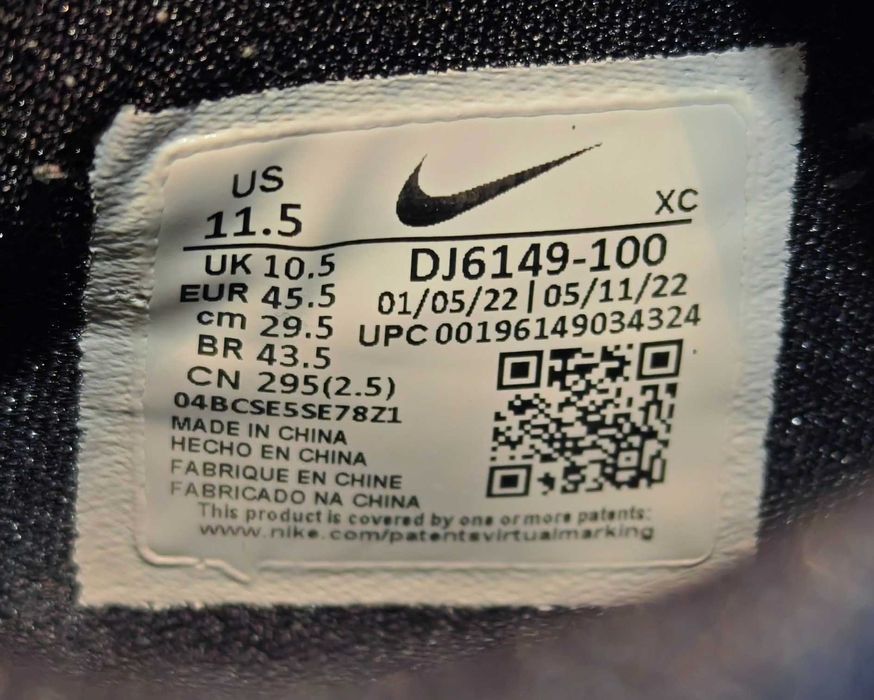 US
11.5
XC
UK 10.5
EUR 45.5
cm 29.5
BR 43.5
CN 295(2.5)
04BCSE5SE78Z1
DJ6149-100
01/05/22 | 05/11/22
UPC 00196149034324
MADE IN CHINA
HECHO EN CHINA
FABRIQUE EN CHINE
FABRICADO NA CHINA
This product is covered by one or more patents:
www.nike.com/patentsvirtualmarking